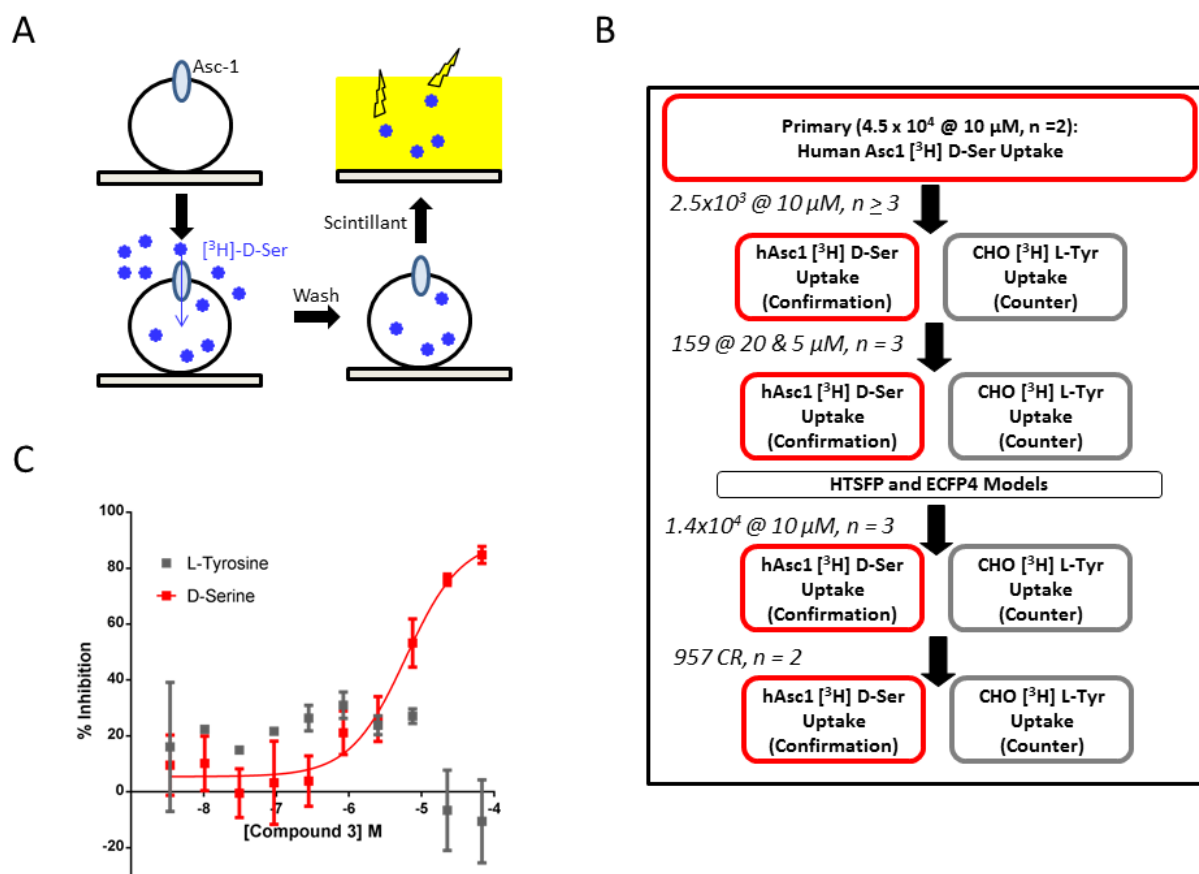 A
Asc-1
[³H]-D-Ser
Wash
Scintillant
B
Primary (4.5 x 10⁴ @ 10 µM, n =2):
Human Asc1 [³H] D-Ser Uptake
2.5x10³ @ 10 µM, n ≥ 3
hAsc1 [³H] D-Ser
Uptake
(Confirmation)
CHO [³H] L-Tyr
Uptake
(Counter)
159 @ 20 & 5 µM, n = 3
hAsc1 [³H] D-Ser
Uptake
(Confirmation)
CHO [³H] L-Tyr
Uptake
(Counter)
HTSFP and ECFP4 Models
1.4x10⁴ @ 10 µM, n = 3
hAsc1 [³H] D-Ser
Uptake
(Confirmation)
CHO [³H] L-Tyr
Uptake
(Counter)
957 CR, n = 2
hAsc1 [³H] D-Ser
Uptake
(Confirmation)
CHO [³H] L-Tyr
Uptake
(Counter)
C
% Inhibition
100
80
60
40
20
0
-20
L-Tyrosine
D-Serine
-8
-7
-6
-5
-4
[Compound 3] M